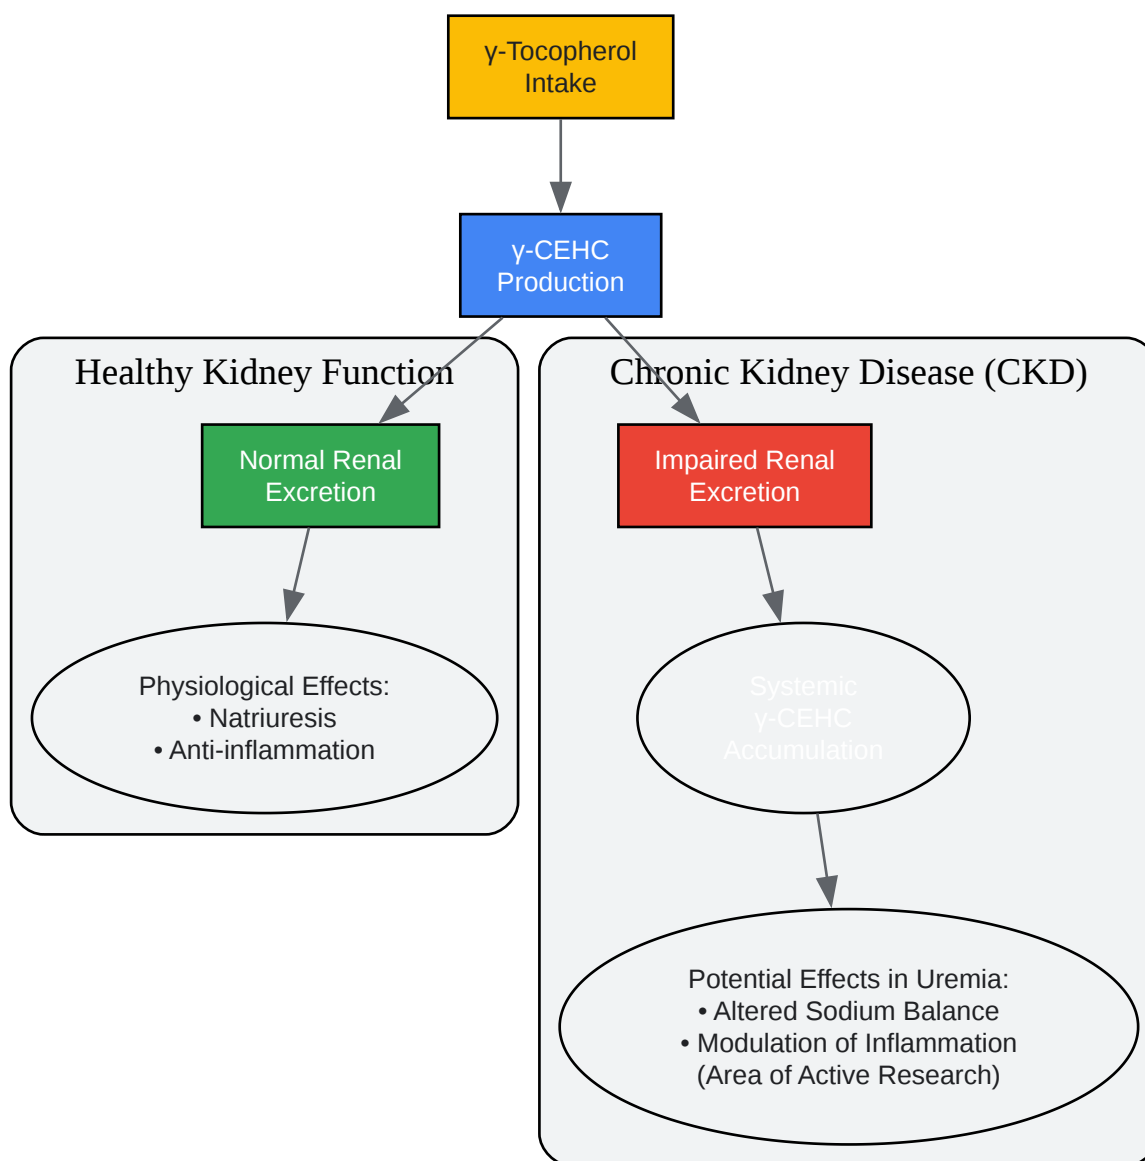 γ-Tocopherol
Intake
γ-CEHC
Production
Healthy Kidney Function
Normal Renal
Excretion
Physiological Effects:
• Natriuresis
• Anti-inflammation
Chronic Kidney Disease (CKD)
Impaired Renal
Excretion
Systemic
γ-CEHC
Accumulation
Potential Effects in Uremia:
• Altered Sodium Balance
• Modulation of Inflammation
(Area of Active Research)